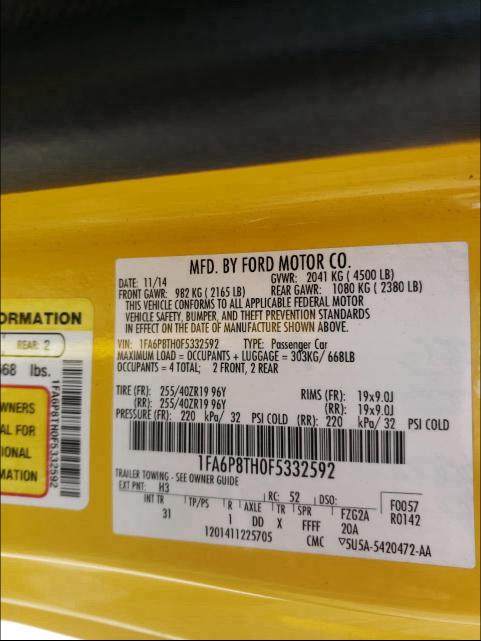 MFD. BY FORD MOTOR CO.
DATE: 11/14 GVWR: 2041 KG ( 4500 LB)
FRONT GAWR: 982 KG ( 2165 LB) REAR GAWR: 1080 KG ( 2380 LB)
THIS VEHICLE CONFORMS TO ALL APPLICABLE FEDERAL MOTOR
VEHICLE SAFETY, BUMPER, AND THEFT PREVENTION STANDARDS
IN EFFECT ON THE DATE OF MANUFACTURE SHOWN ABOVE.
VIN: 1FA6P8TH0F5332592 TYPE: Passenger Car
MAXIMUM LOAD = OCCUPANTS + LUGGAGE = 303KG/ 668LB
OCCUPANTS = 4 TOTAL; 2 FRONT, 2 REAR
TIRE (FR): 255/40ZR19 96Y RIMS (FR): 19x9.0J
(RR): 255/40ZR19 96Y (RR): 19x9.0J
PRESSURE (FR): 220 kPa/ 32 PSI COLD (RR): 220 kPa/ 32 PSI COLD
1FA6P8TH0F5332592
TRAILER TOWING - SEE OWNER GUIDE
EXT PNT: H3 RC: 52 DSO: F0057
INT TR TP/PS R AXLE TR SPR FZG2A R0142
31 1 DD X FFFF 20A
1201411225705 CMC ▽5U5A-5420472-AA
ORMATION
REAR: 2
668 lbs.
WNERS
AL FOR
IONAL
MATION
1FA6P8TH0F5332592